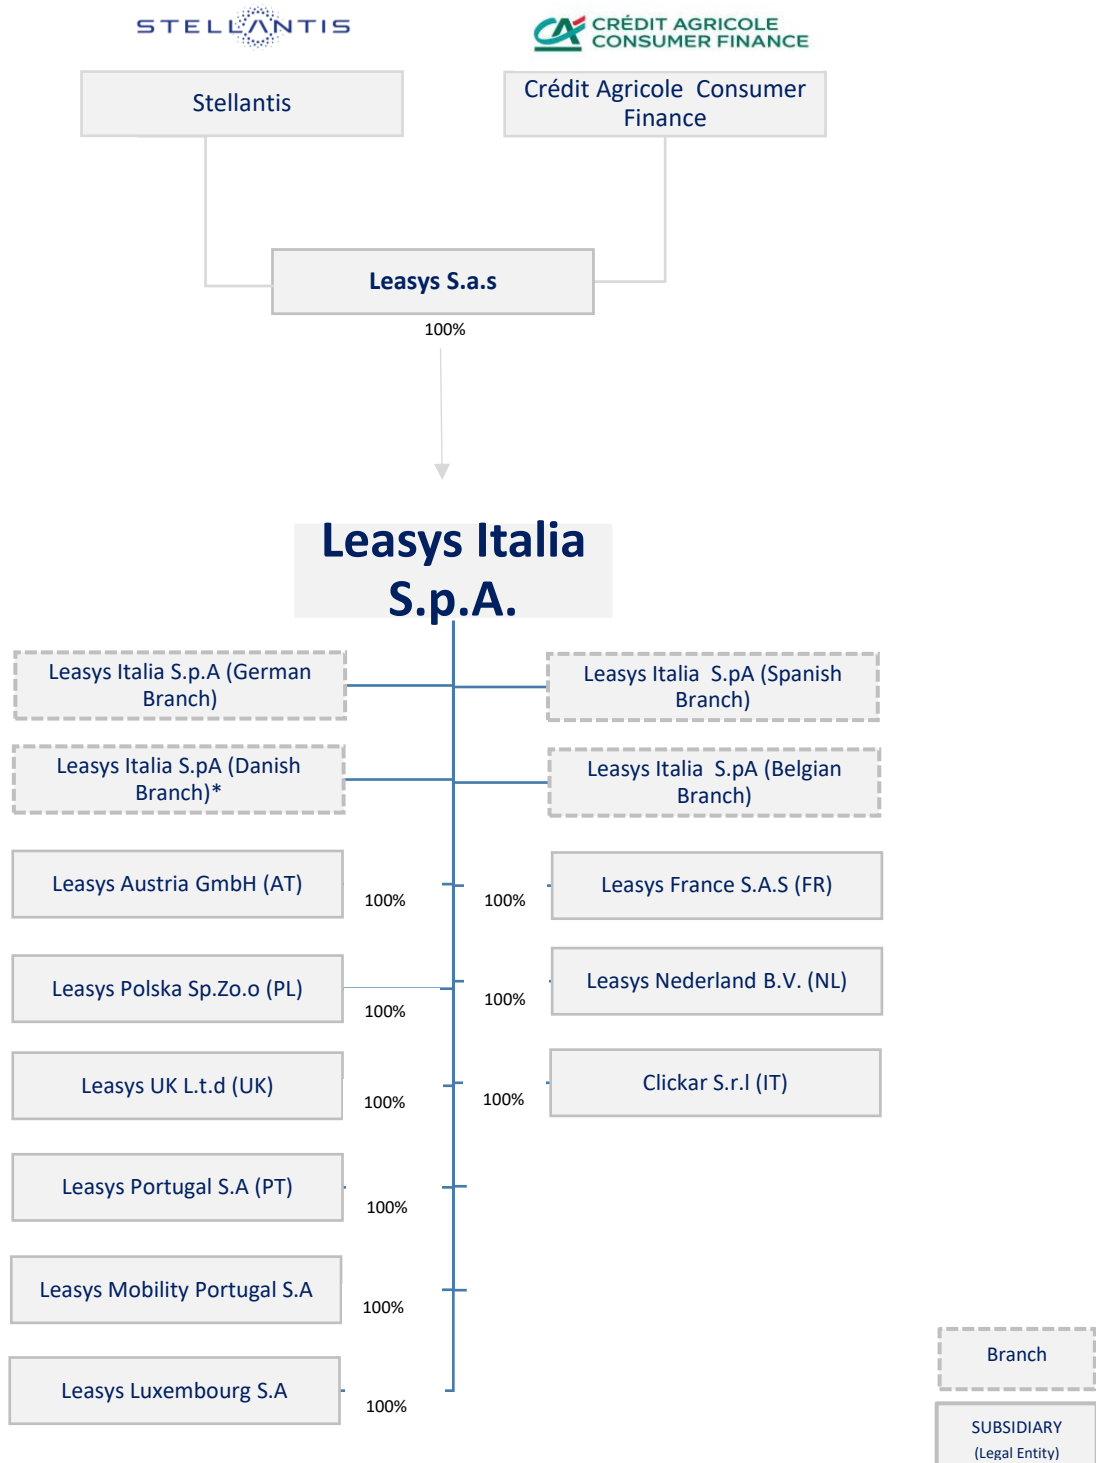 STELLANTIS
CRÉDIT AGRICOLE
CONSUMER FINANCE
Stellantis
Crédit Agricole  Consumer
Finance
Leasys S.a.s
100%
Leasys Italia
S.p.A.
Leasys Italia S.p.A (German
Branch)
Leasys Italia  S.pA (Spanish
Branch)
Leasys Italia S.pA (Danish
Branch)*
Leasys Italia  S.pA (Belgian
Branch)
Leasys Austria GmbH (AT)
100%
100%
Leasys France S.A.S (FR)
Leasys Polska Sp.Zo.o (PL)
100%
100%
Leasys Nederland B.V. (NL)
Leasys UK L.t.d (UK)
100%
100%
Clickar S.r.l (IT)
Leasys Portugal S.A (PT)
100%
Leasys Mobility Portugal S.A
100%
Leasys Luxembourg S.A
100%
Branch
SUBSIDIARY
(Legal Entity)